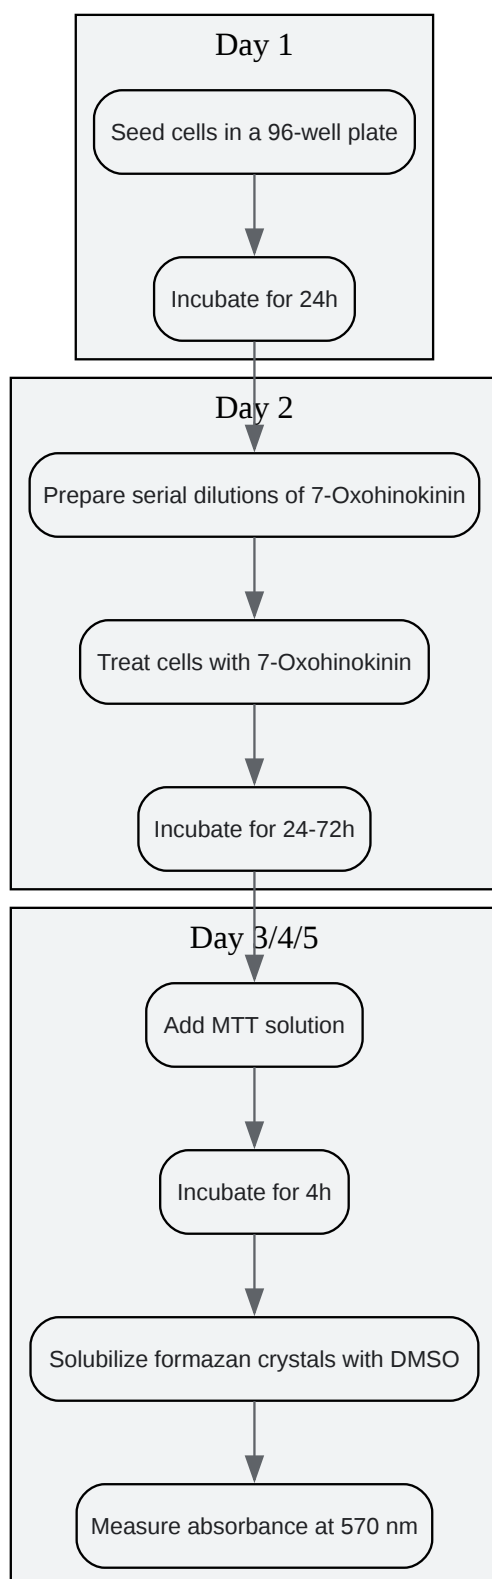 Day 1
Seed cells in a 96-well plate
Incubate for 24h
Day 2
Prepare serial dilutions of 7-Oxohinokinin
Treat cells with 7-Oxohinokinin
Incubate for 24-72h
Day 3/4/5
Add MTT solution
Incubate for 4h
Solubilize formazan crystals with DMSO
Measure absorbance at 570 nm